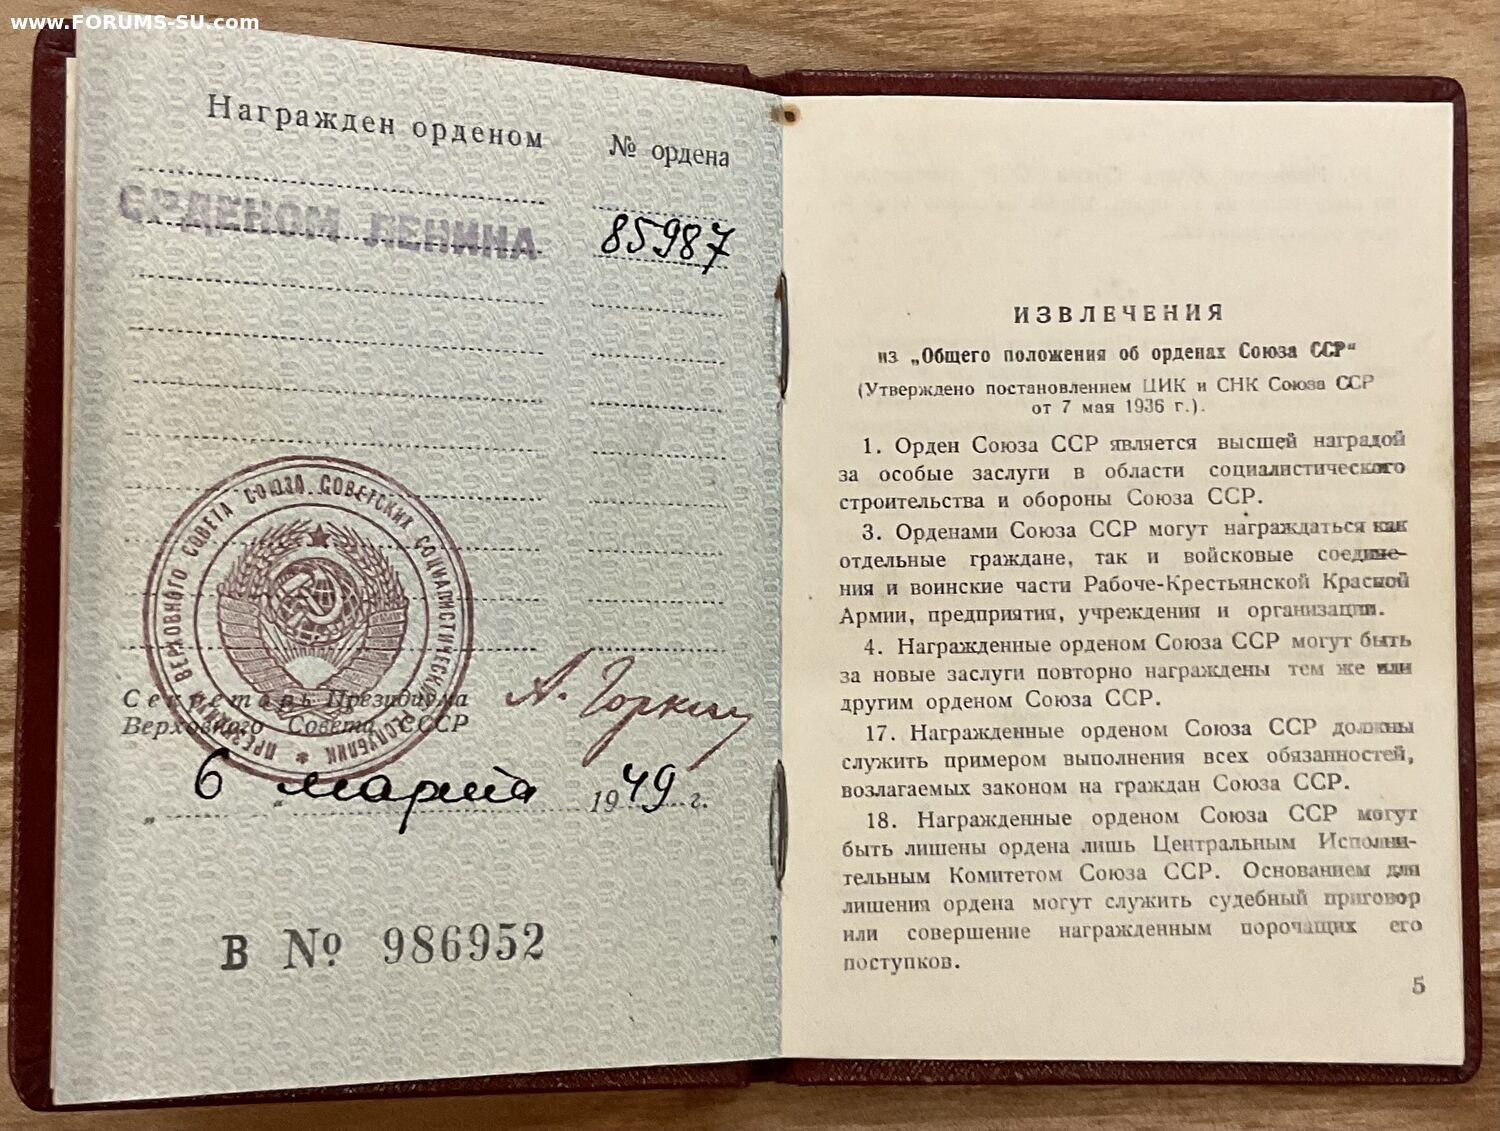 www.FORUMS-SU.com
Награжден орденом
№ ордена
ОРДЕНОМ ЛЕНИНА
85987
ПРЕЗИДИУМ ВЕРХОВНОГО СОВЕТА СОЮЗА СОВЕТСКИХ СОЦИАЛИСТИЧЕСКИХ РЕСПУБЛИК *
Секретарь Президиума
Верховного Совета СССР
А. Горкин
„6" марта 1949 г.
В № 986952
ИЗВЛЕЧЕНИЯ
из „Общего положения об орденах Союза ССР“
(Утверждено постановлением ЦИК и СНК Союза ССР
от 7 мая 1936 г.).
1. Орден Союза ССР является высшей наградой
за особые заслуги в области социалистического
строительства и обороны Союза ССР.
3. Орденами Союза ССР могут награждаться как
отдельные граждане, так и войсковые соедине-
ния и воинские части Рабоче-Крестьянской Красной
Армии, предприятия, учреждения и организации.
4. Награжденные орденом Союза ССР могут быть
за новые заслуги повторно награждены тем же или
другим орденом Союза ССР.
17. Награжденные орденом Союза ССР должны
служить примером выполнения всех обязанностей,
возлагаемых законом на граждан Союза ССР.
18. Награжденные орденом Союза ССР могут
быть лишены ордена лишь Центральным Исполни-
тельным Комитетом Союза ССР. Основанием для
лишения ордена могут служить судебный приговор
или совершение награжденным порочащих его
поступков.
5